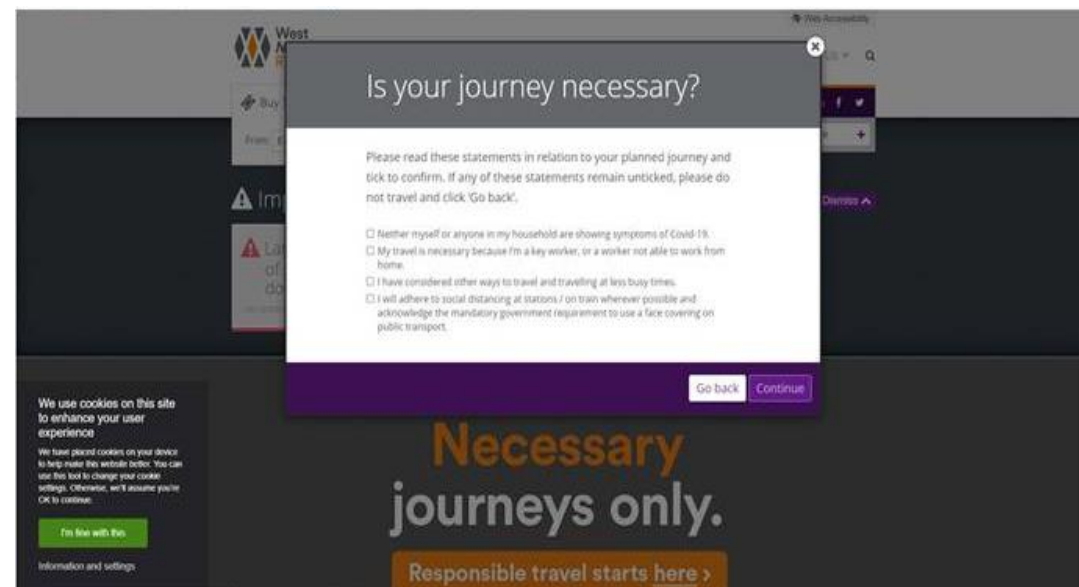 Web Accessibility
West
Buy
From:
Is your journey necessary?
Please read these statements in relation to your planned journey and
tick to confirm. If any of these statements remain unticked, please do
not travel and click 'Go back'.
Neither myself or anyone in my household are showing symptoms of Covid-19.
My travel is necessary because I'm a key worker, or a worker not able to work from
home.
I have considered other ways to travel and travelling at less busy times.
I will adhere to social distancing at stations / on train wherever possible and
acknowledge the mandatory government requirement to use a face covering on
public transport.
Go back Continue
Dismiss
We use cookies on this site
to enhance your user
experience
We have placed cookies on your device
to help make this website better. You can
use this tool to change your cookie
settings. Otherwise, we'll assume you're
OK to continue.
I'm fine with this
Information and settings
Necessary
journeys only.
Responsible travel starts here >